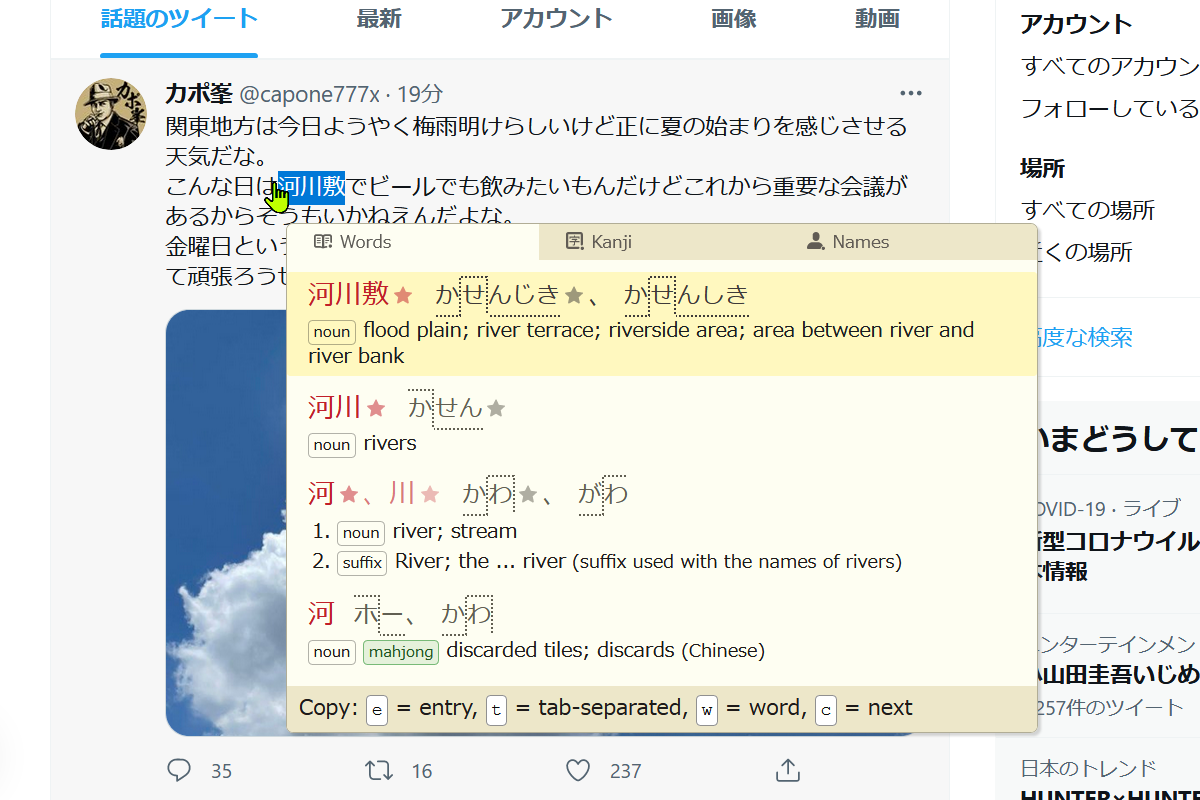 話題のツイート 最新 アカウント 画像 動画
カポ峯 @capone777x · 19分
関東地方は今日ようやく梅雨明けらしいけど正に夏の始まりを感じさせる
天気だな。
こんな日は河川敷でビールでも飲みたいもんだけどこれから重要な会議が
あるからそうもいかねえんだよな。
金曜日とい
て頑張ろう
Words Kanji Names
河川敷★ かせんじき★、 かせんしき
noun flood plain; river terrace; riverside area; area between river and
river bank
河川★ かせん★
noun rivers
河★、川★ かわ★、 がわ
1. noun river; stream
2. suffix River; the ... river (suffix used with the names of rivers)
河 ホー、 かわ
noun mahjong discarded tiles; discards (Chinese)
Copy: e = entry, t = tab-separated, w = word, c = next
35 16 237
アカウント
すべてのアカウン
フォローしている
場所
すべての場所
近くの場所
高度な検索
いまどうして
OVID-19 · ライブ
新型コロナウイル
情報
ンターテインメン
小山田圭吾いじめ
257件のツイート
日本のトレンド
HUNTER×HUNT